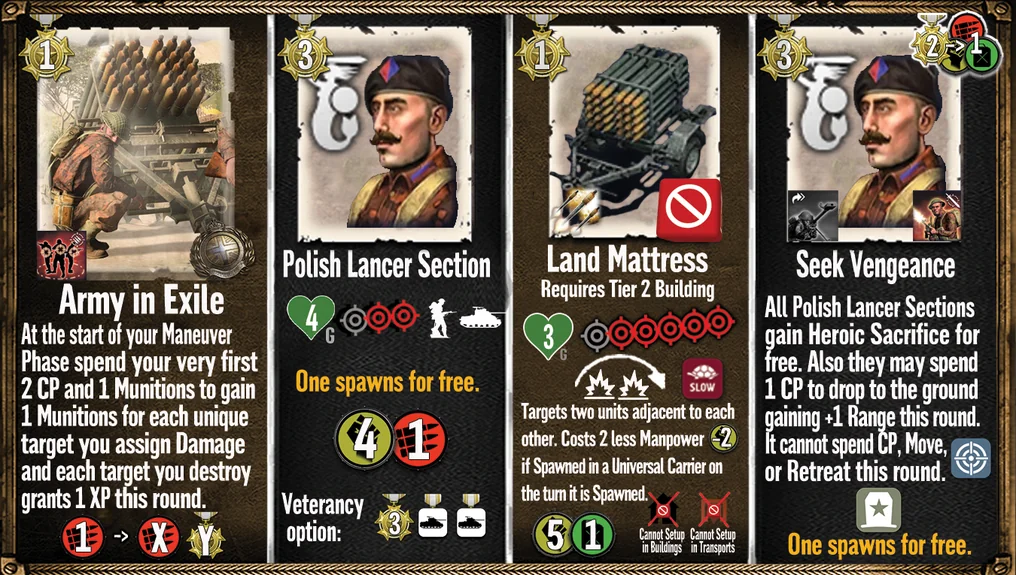 1
Army in Exile
At the start of your Maneuver
Phase spend your very first
2 CP and 1 Munitions to gain
1 Munitions for each unique
target you assign Damage
and each target you destroy
grants 1 XP this round.
1 -> X Y
3
Polish Lancer Section
4 G
One spawns for free.
4 1
Veterancy
option:
3
1
Land Mattress
Requires Tier 2 Building
3 G
SLOW
Targets two units adjacent to each
other. Costs 2 less Manpower -2
if Spawned in a Universal Carrier on
the turn it is Spawned.
5 1
Cannot Setup
in Buildings
Cannot Setup
in Transports
3
2->1
Seek Vengeance
All Polish Lancer Sections
gain Heroic Sacrifice for
free. Also they may spend
1 CP to drop to the ground
gaining +1 Range this round.
It cannot spend CP, Move,
or Retreat this round.
One spawns for free.